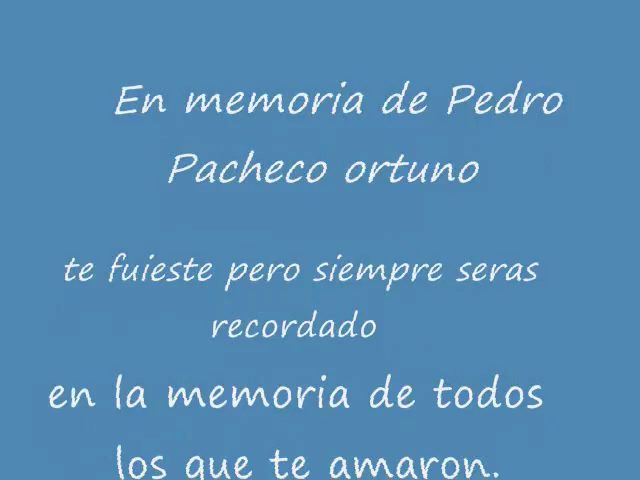 En memoria de Pedro
Pacheco ortuno
te fuieste pero siempre seras
recordado
en la memoria de todos
los que te amaron.